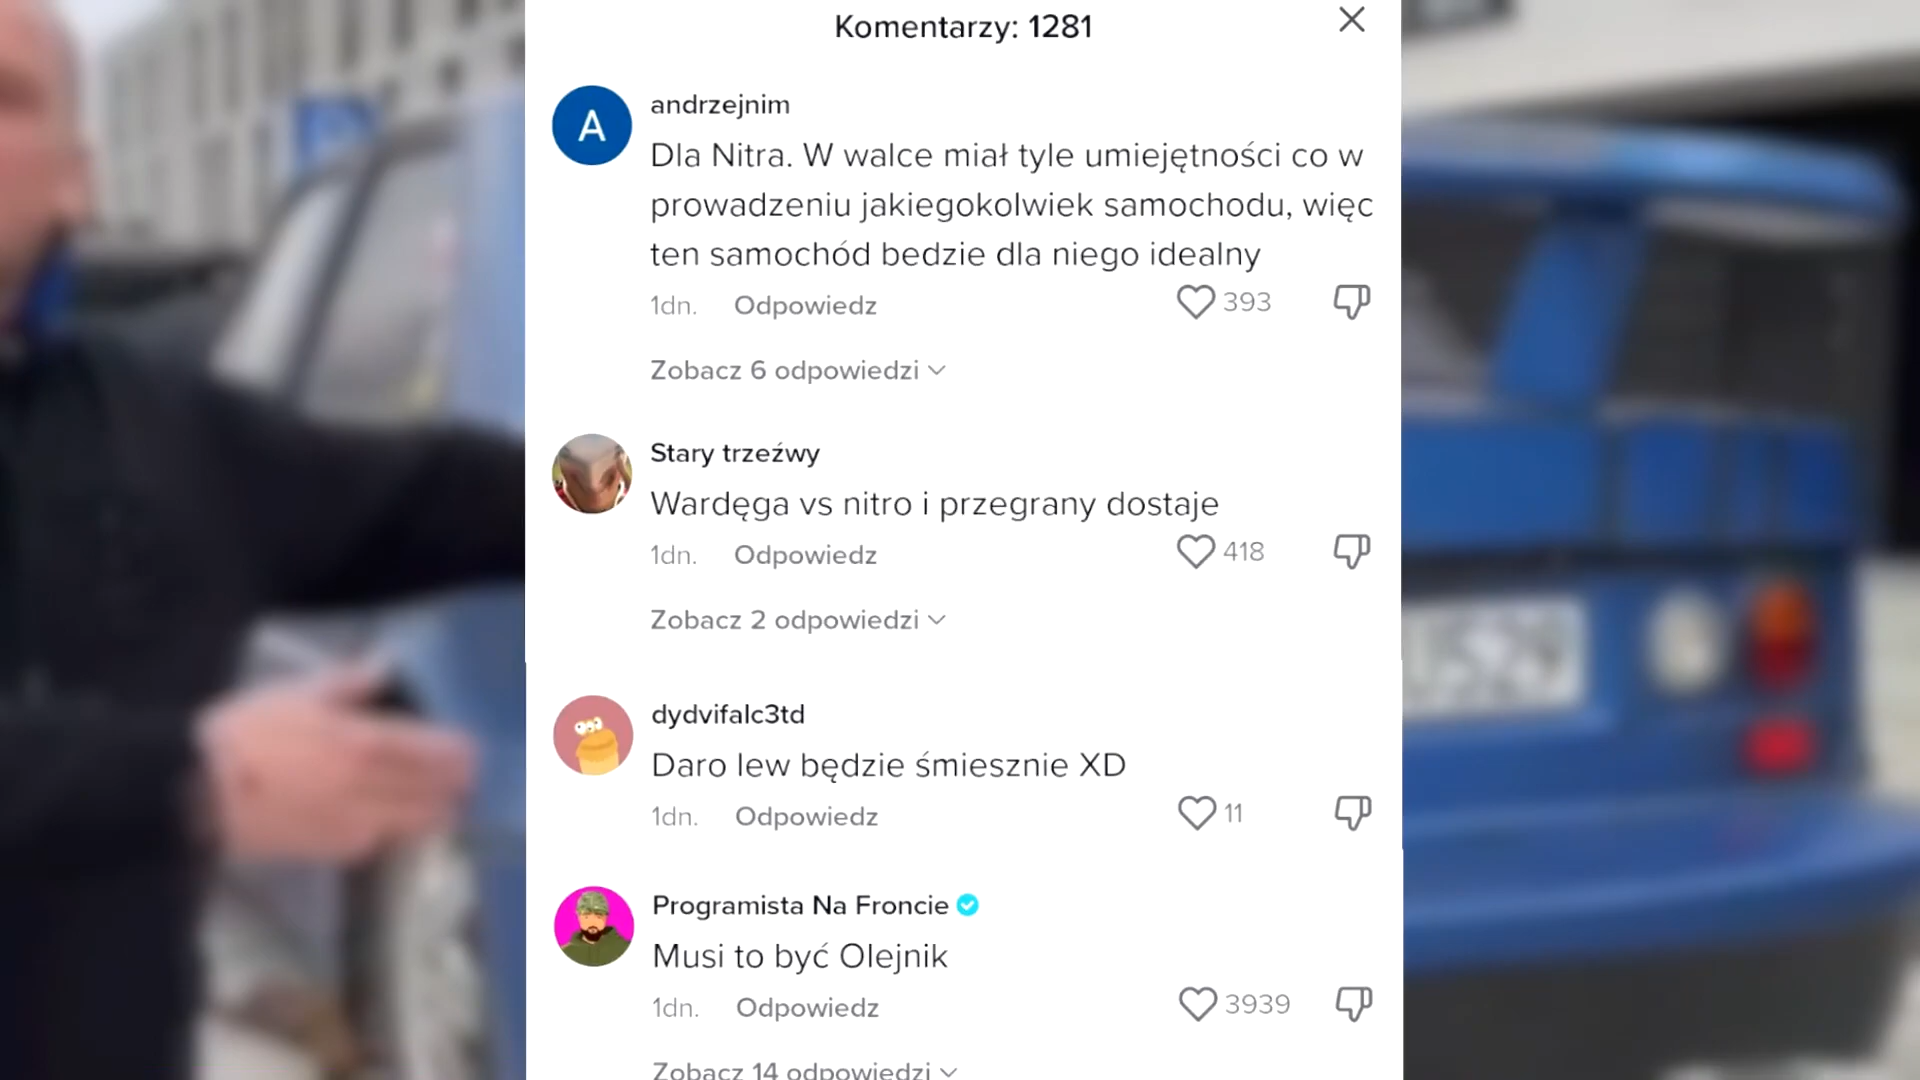 Komentarzy: 1281
A
andrzejnim
Dla Nitra. W walce miał tyle umiejętności co w
prowadzeniu jakiegokolwiek samochodu, więc
ten samochód bedzie dla niego idealny
1dn. Odpowiedz 393
Zobacz 6 odpowiedzi
Stary trzeźwy
Wardęga vs nitro i przegrany dostaje
1dn. Odpowiedz 418
Zobacz 2 odpowiedzi
dydvifalc3td
Daro lew będzie śmiesznie XD
1dn. Odpowiedz 11
Programista Na Froncie
Musi to być Olejnik
1dn. Odpowiedz 3939
Zobacz 14 odpowiedzi